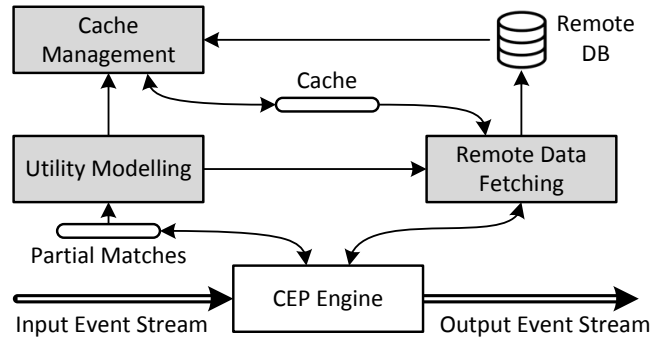 Cache
Management
Remote
DB
Cache
Utility Modelling
Remote Data
Fetching
Partial Matches
CEP Engine
Input Event Stream
Output Event Stream